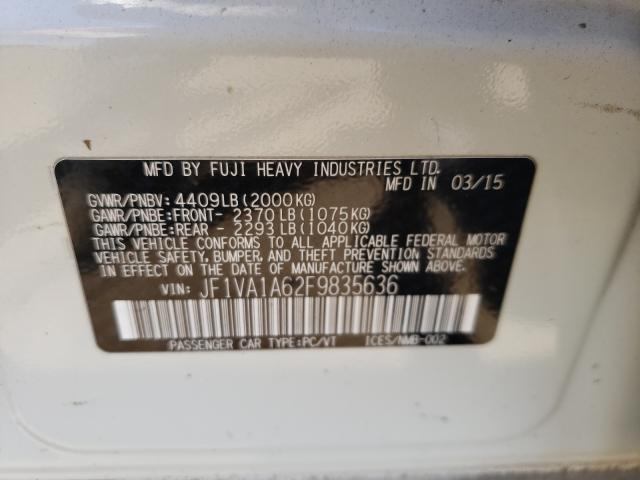 MFD BY FUJI HEAVY INDUSTRIES LTD.
MFD IN 03/15
GVWR/PNBV: 4409LB(2000KG)
GAWR/PNBE:FRONT- 2370LB(1075KG)
GAWR/PNBE:REAR - 2293LB(1040KG)
THIS VEHICLE CONFORMS TO ALL APPLICABLE FEDERAL MOTOR
VEHICLE SAFETY, BUMPER, AND THEFT PREVENTION STANDARDS
IN EFFECT ON THE DATE OF MANUFACTURE SHOWN ABOVE.
VIN: JF1VA1A62F9835636
PASSENGER CAR TYPE:PC/VT ICES/NMB-002